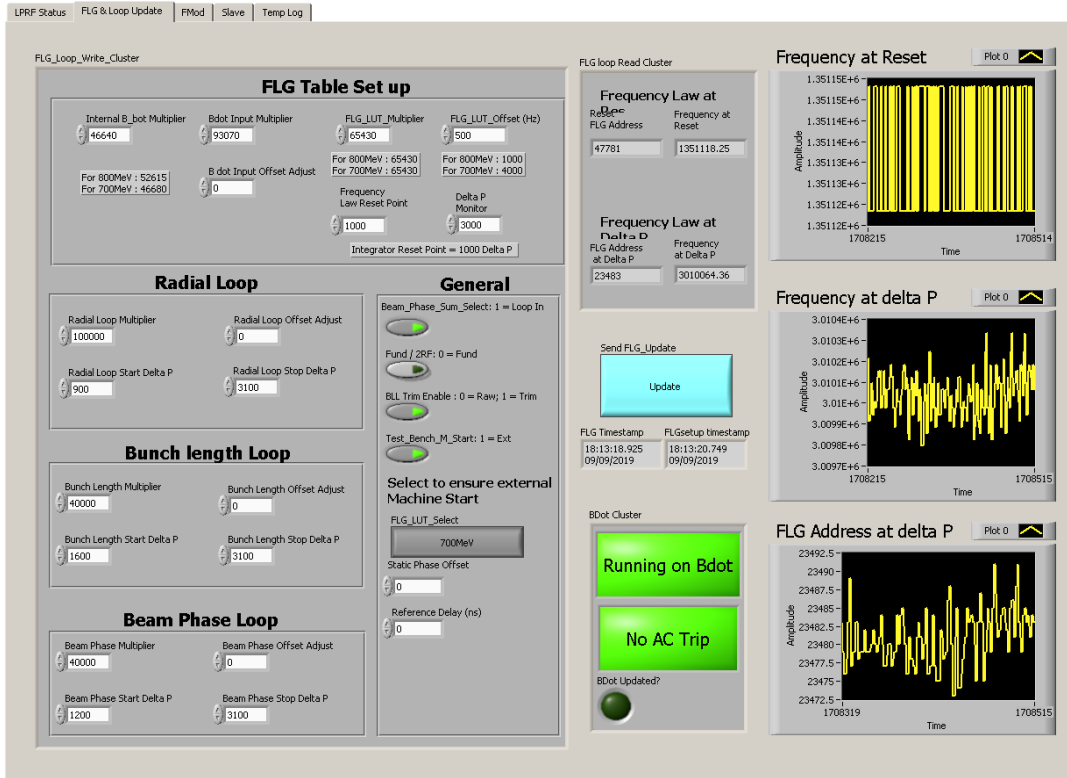 LPRF Status
FLG & Loop Update
FMod
Slave
Temp Log
FLG_Loop_Write_Cluster
FLG Table Set up
Internal B_bot Multiplier
46640
Bdot Input Multiplier
93070
FLG_LUT_Multiplier
65430
FLG_LUT_Offset (Hz)
500
For 800MeV : 52615
For 700MeV : 46680
B dot Input Offset Adjust
0
For 800MeV : 65430
For 700MeV : 65430
For 800MeV : 1000
For 700MeV : 4000
Frequency
Law Reset Point
1000
Delta P
Monitor
3000
Integrator Reset Point = 1000 Delta P
Radial Loop
Radial Loop Multiplier
100000
Radial Loop Offset Adjust
0
Radial Loop Start Delta P
900
Radial Loop Stop Delta P
3100
Bunch length Loop
Bunch Length Multiplier
40000
Bunch Length Offset Adjust
0
Bunch Length Start Delta P
1600
Bunch Length Stop Delta P
3100
Beam Phase Loop
Beam Phase Multiplier
40000
Beam Phase Offset Adjust
0
Beam Phase Start Delta P
1200
Beam Phase Stop Delta P
3100
General
Beam_Phase_Sum_Select: 1 = Loop In
Fund / 2RF: 0 = Fund
BLL Trim Enable : 0 = Raw; 1 = Trim
Test_Bench_M_Start: 1 = Ext
Select to ensure external
Machine Start
FLG_LUT_Select
700MeV
Static Phase Offset
0
Reference Delay (ns)
0
FLG loop Read Cluster
Frequency Law at
Reset
FLG Address
47781
Frequency at
Reset
1351118.25
Frequency Law at
Delta P
FLG Address
at Delta P
23483
Frequency
at Delta P
3010064.36
Send FLG_Update
Update
FLG Timestamp
18:13:18.925
09/09/2019
FLGsetup timestamp
18:13:20.749
09/09/2019
BDot Cluster
Running on Bdot
No AC Trip
BDot Updated?
Frequency at Reset
Plot 0
Amplitude
1.35115E+6
1.35115E+6
1.35114E+6
1.35114E+6
1.35113E+6
1.35113E+6
1.35112E+6
1.35112E+6
1708215
1708514
Time
Frequency at delta P
Plot 0
Amplitude
3.0104E+6
3.0103E+6
3.0102E+6
3.0101E+6
3.01E+6
3.0099E+6
3.0098E+6
3.0097E+6
1708215
1708515
Time
FLG Address at delta P
Plot 0
Amplitude
23492.5
23490
23487.5
23485
23482.5
23480
23477.5
23475
23472.5
1708319
1708515
Time